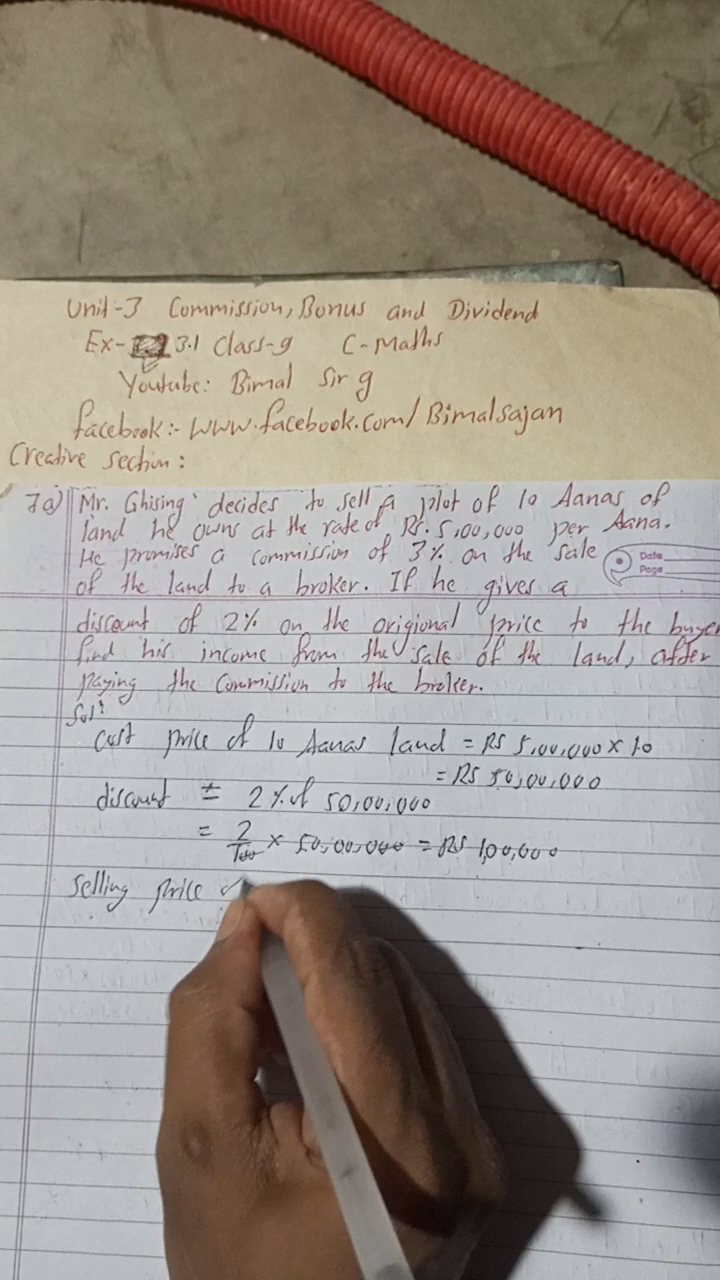 Unit-3 Commission, Bonus and Dividend
Ex- 3.1 Class-9 C-Maths
Youtube: Bimal Sir g
facebook:- www.facebook.com/Bimalsajan
Creative section:
7a) Mr. Ghising decides to sell a plot of 10 Aanas of
land he owns at the rate of Rs. 5,00,000 per Aana.
He promises a commission of 3% on the sale
Date
Page
of the land to a broker. If he gives a
discount of 2% on the origional price to the buyer
find his income from the sale of the land, after
paying the commission to the broker.
Sol?
Cost price of 10 Aanas land = RS 5,00,000 × 10
= RS 50,00,000
discount = 2% of 50,00,000
= 2/100 × 50,00,000 = RS 1,00,000
Selling price